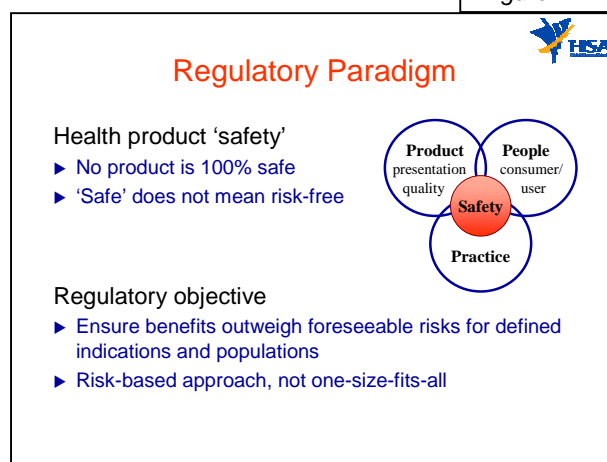 Regulatory Paradigm
HSA
Health product ‘safety’
▶ No product is 100% safe
▶ ‘Safe’ does not mean risk-free
Product
presentation
quality
People
consumer/
user
Safety
Practice
Regulatory objective
▶ Ensure benefits outweigh foreseeable risks for defined
indications and populations
▶ Risk-based approach, not one-size-fits-all